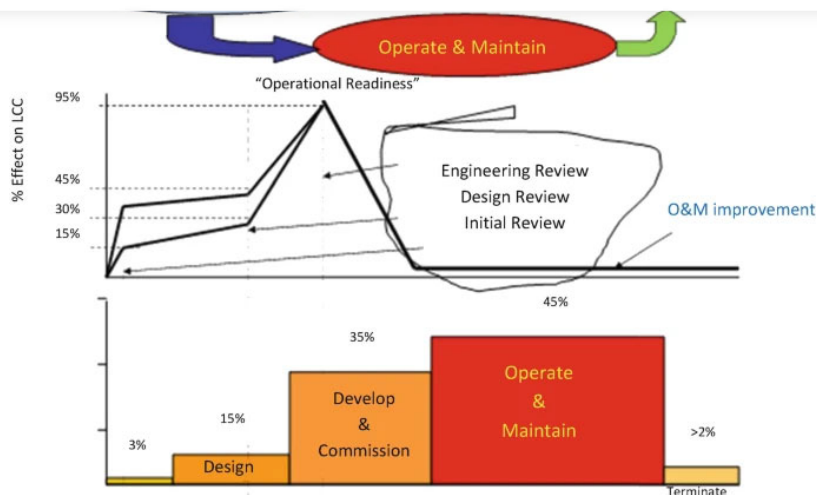 Operate & Maintain
“Operational Readiness”
95%
% Effect on LCC
45%
30%
15%
Engineering Review
Design Review
Initial Review
O&M improvement
45%
35%
15%
3%
>2%
Operate
&
Maintain
Develop
&
Commission
Design
Terminate